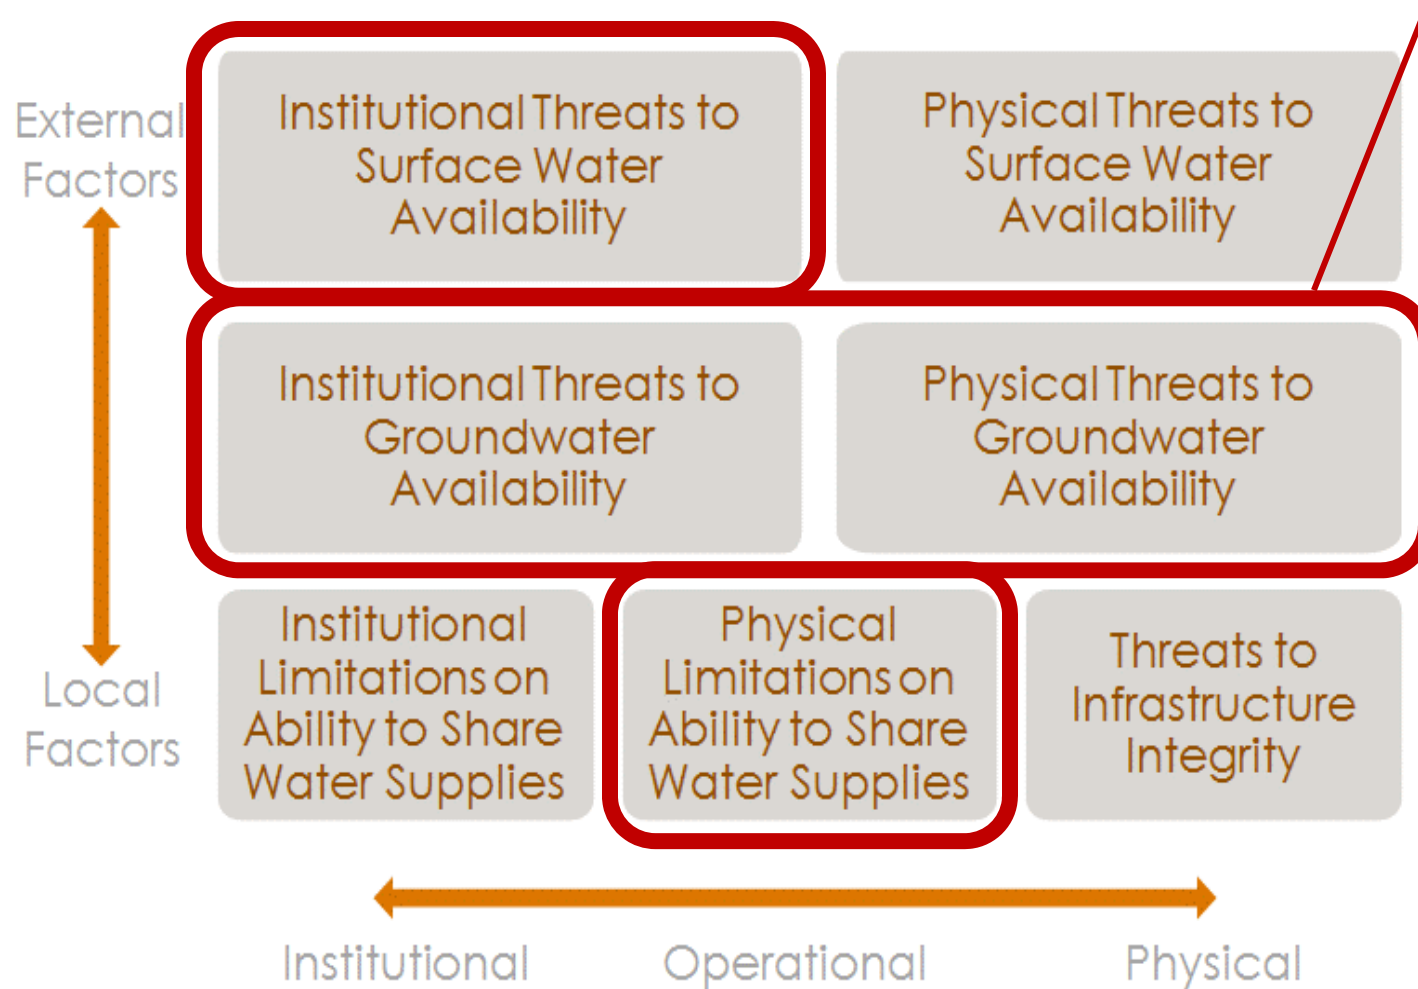 External
Factors
Institutional Threats to
Surface Water
Availability
Physical Threats to
Surface Water
Availability
Institutional Threats to
Groundwater
Availability
Physical Threats to
Groundwater
Availability
Local
Factors
Institutional
Limitations on
Ability to Share
Water Supplies
Physical
Limitations on
Ability to Share
Water Supplies
Threats to
Infrastructure
Integrity
Institutional
Operational
Physical